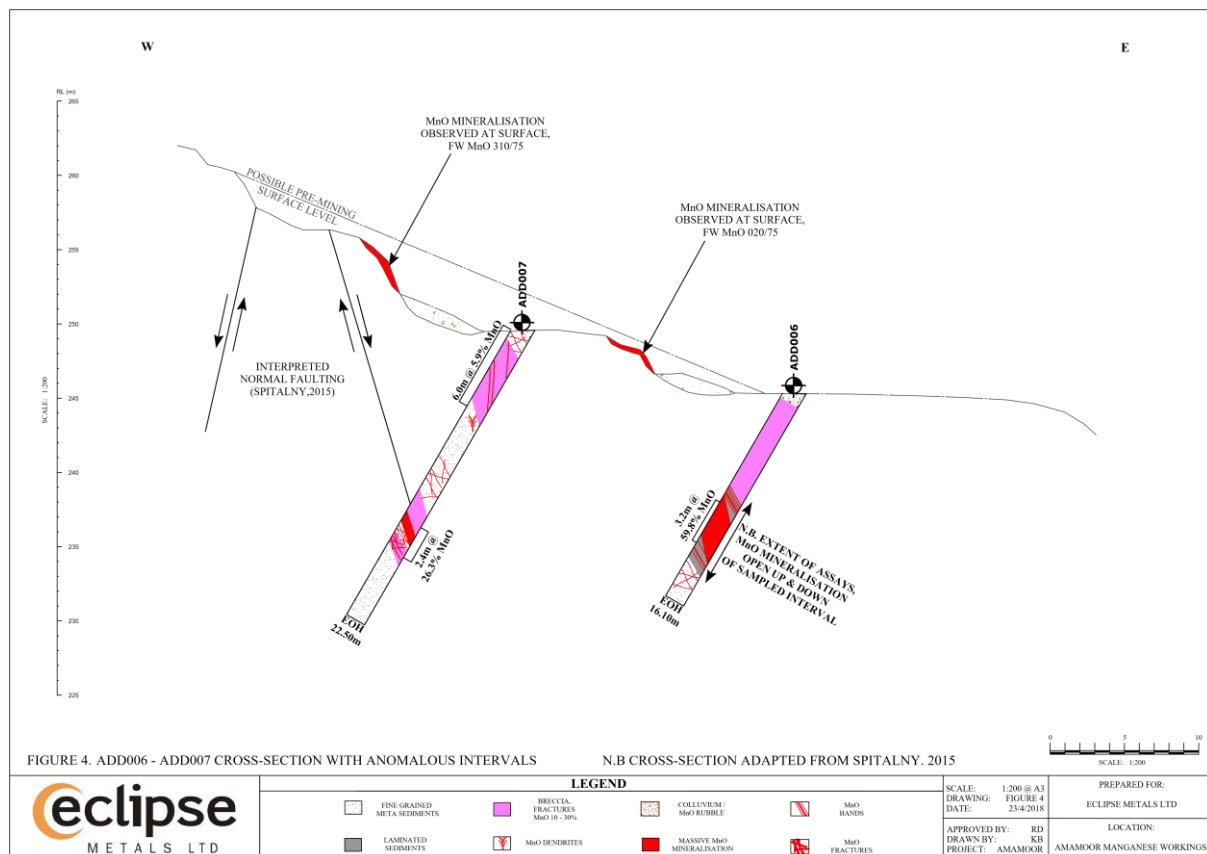 W
E
RL (m)
265
260
255
250
245
240
235
230
225
SCALE: 1:200
MnO MINERALISATION
OBSERVED AT SURFACE,
FW MnO 310/75
POSSIBLE PRE-MINING
SURFACE LEVEL
MnO MINERALISATION
OBSERVED AT SURFACE,
FW MnO 020/75
ADD007
ADD006
INTERPRETED
NORMAL FAULTING
(SPITALNY,2015)
6.0m @ 5.9% MnO
2.4m @
26.3% MnO
EOH
22.50m
3.2m @
59.8% MnO
N.B. EXTENT OF ASSAYS,
MnO MINERALISATION
OPEN UP & DOWN
OF SAMPLED INTERVAL
EOH
16.10m
0 5 10
SCALE: 1:200
FIGURE 4. ADD006 - ADD007 CROSS-SECTION WITH ANOMALOUS INTERVALS
N.B CROSS-SECTION ADAPTED FROM SPITALNY. 2015
eclipse
METALS LTD
LEGEND
FINE GRAINED
META SEDIMENTS
BRECCIA,
FRACTURES
MnO 10 - 30%
COLLUVIUM /
MnO RUBBLE
MnO
BANDS
LAMINATED
SEDIMENTS
MnO DENDRITES
MASSIVE MnO
MINERALISATION
MnO
FRACTURES
SCALE: 1:200 @ A3
DRAWING: FIGURE 4
DATE: 23/4/2018
APPROVED BY: RD
DRAWN BY: KB
PROJECT: AMAMOOR
PREPARED FOR:
ECLIPSE METALS LTD
LOCATION:
AMAMOOR MANGANESE WORKINGS